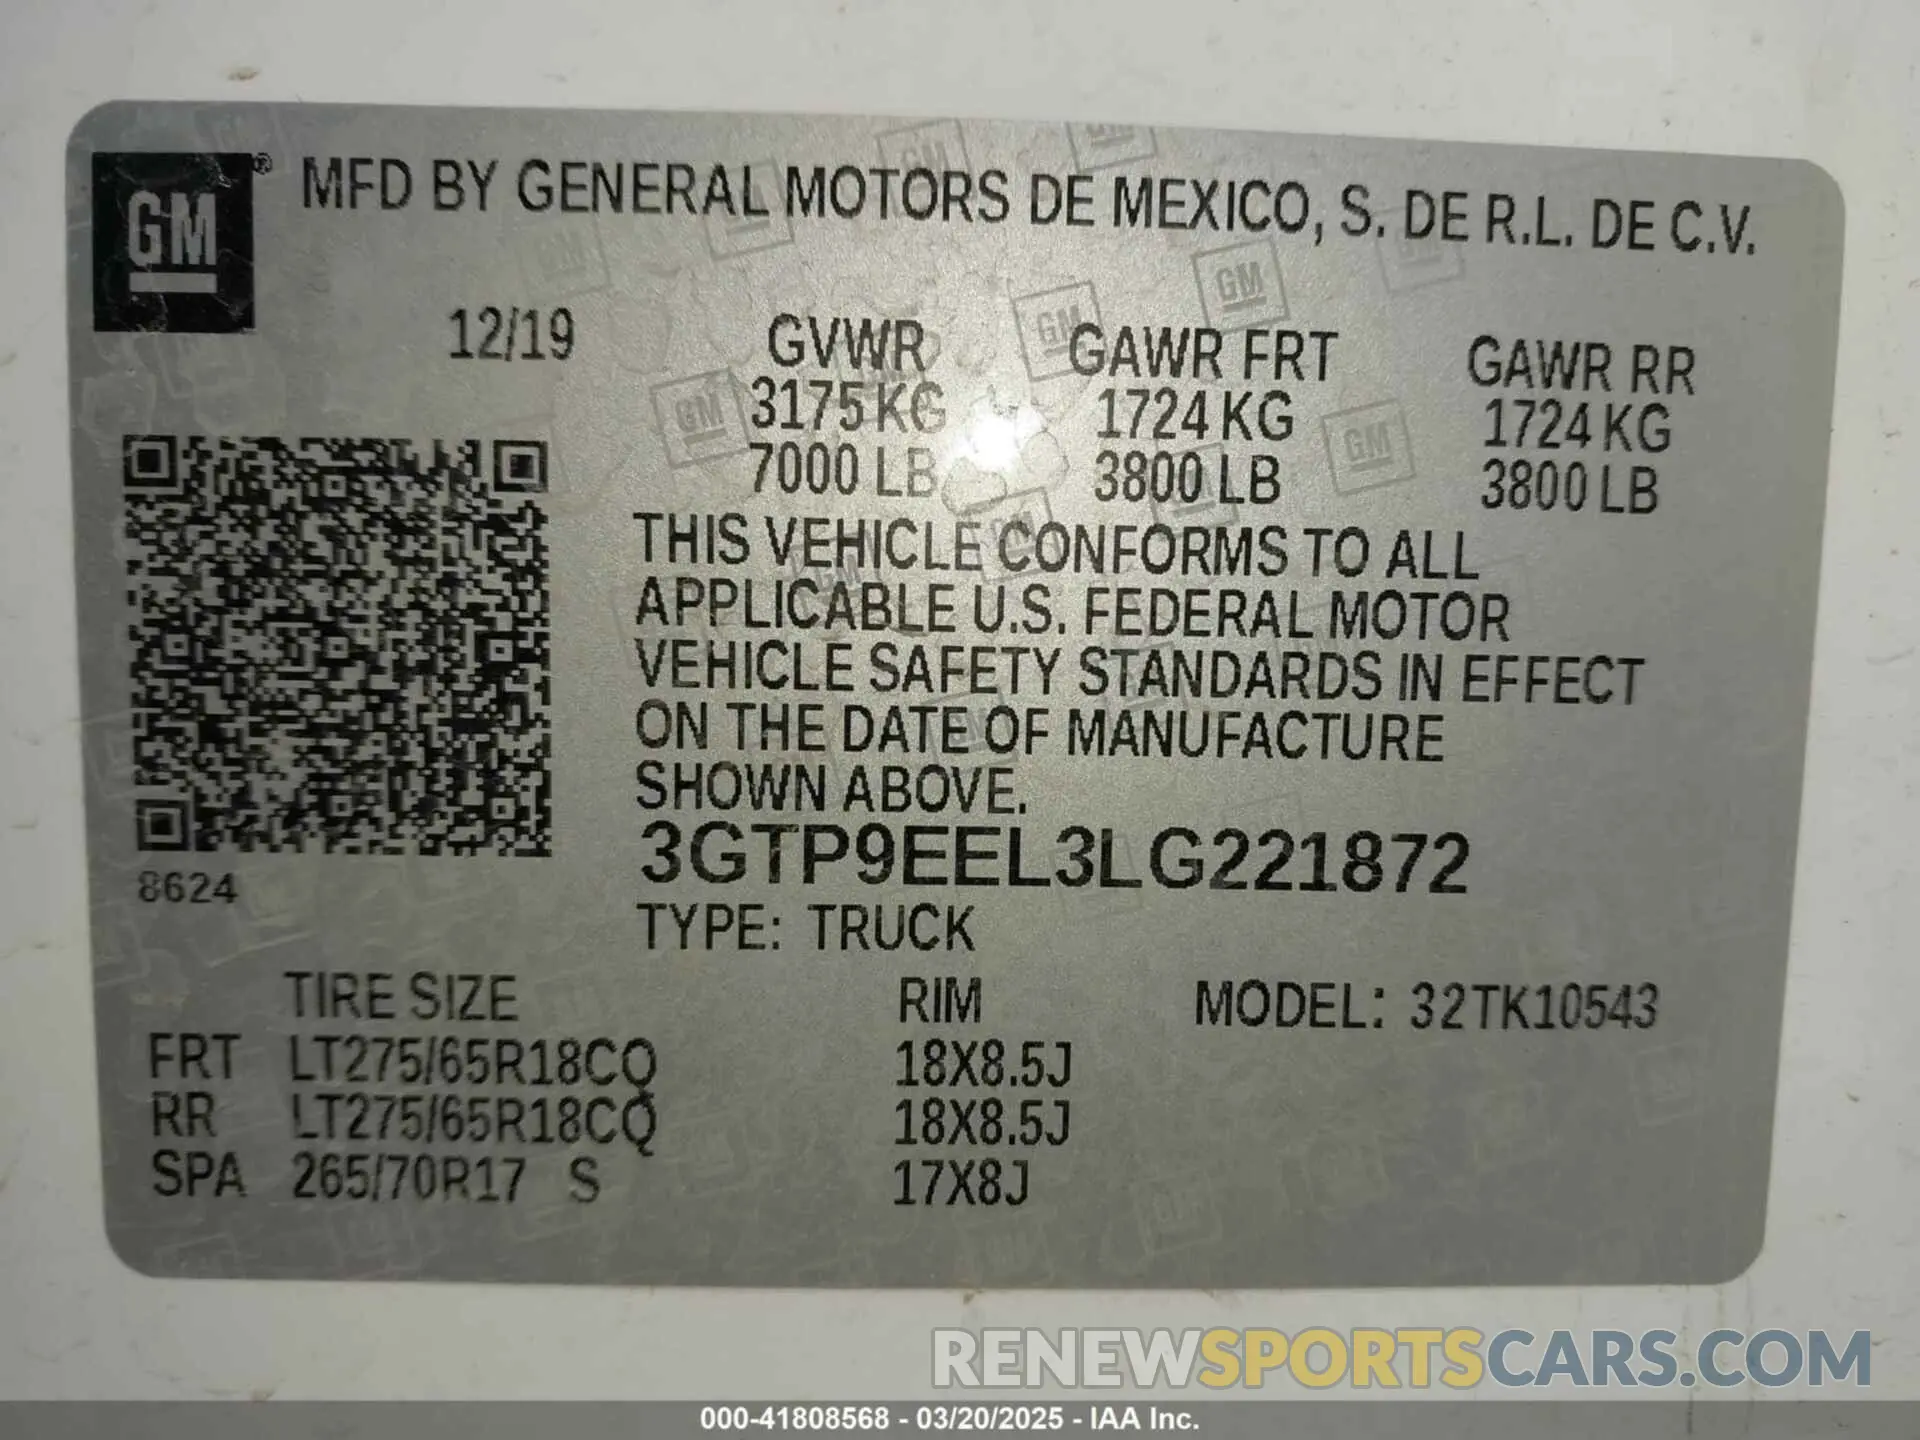 GM ® MFD BY GENERAL MOTORS DE MEXICO, S. DE R.L. DE C.V.
12/19 GVWR GAWR FRT GAWR RR
3175 KG 1724 KG 1724 KG
7000 LB 3800 LB 3800 LB
THIS VEHICLE CONFORMS TO ALL
APPLICABLE U.S. FEDERAL MOTOR
VEHICLE SAFETY STANDARDS IN EFFECT
ON THE DATE OF MANUFACTURE
SHOWN ABOVE.
3GTP9EEL3LG221872
8624
TYPE: TRUCK
TIRE SIZE RIM MODEL: 32TK10543
FRT LT275/65R18CQ 18X8.5J
RR LT275/65R18CQ 18X8.5J
SPA 265/70R17 S 17X8J
RENEWSPORTSCARS.COM
000-41808568 - 03/20/2025 - IAA Inc.